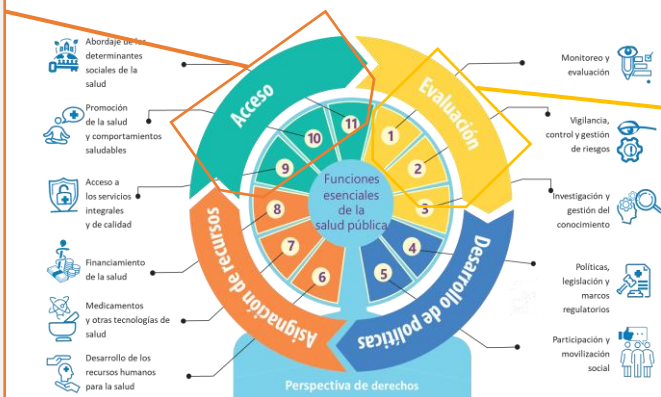 Abordaje de los
determinantes
sociales de la
salud
Promoción
de la salud
y comportamientos
saludables
Acceso a
los servicios
integrales
y de calidad
Financiamiento
de la salud
Medicamentos
y otras tecnologías de
salud
Desarrollo de los
recursos humanos
para la salud
Acceso
Evaluación
Desarrollo de políticas
Asignación de recursos
11
10
9
8
7
6
1
2
3
4
5
Funciones
esenciales
de la
salud pública
Perspectiva de derechos
Monitoreo y
evaluación
Vigilancia,
control y gestión
de riesgos
Investigación y
gestión del
conocimiento
Políticas,
legislación y
marcos
regulatorios
Participación y
movilización
social